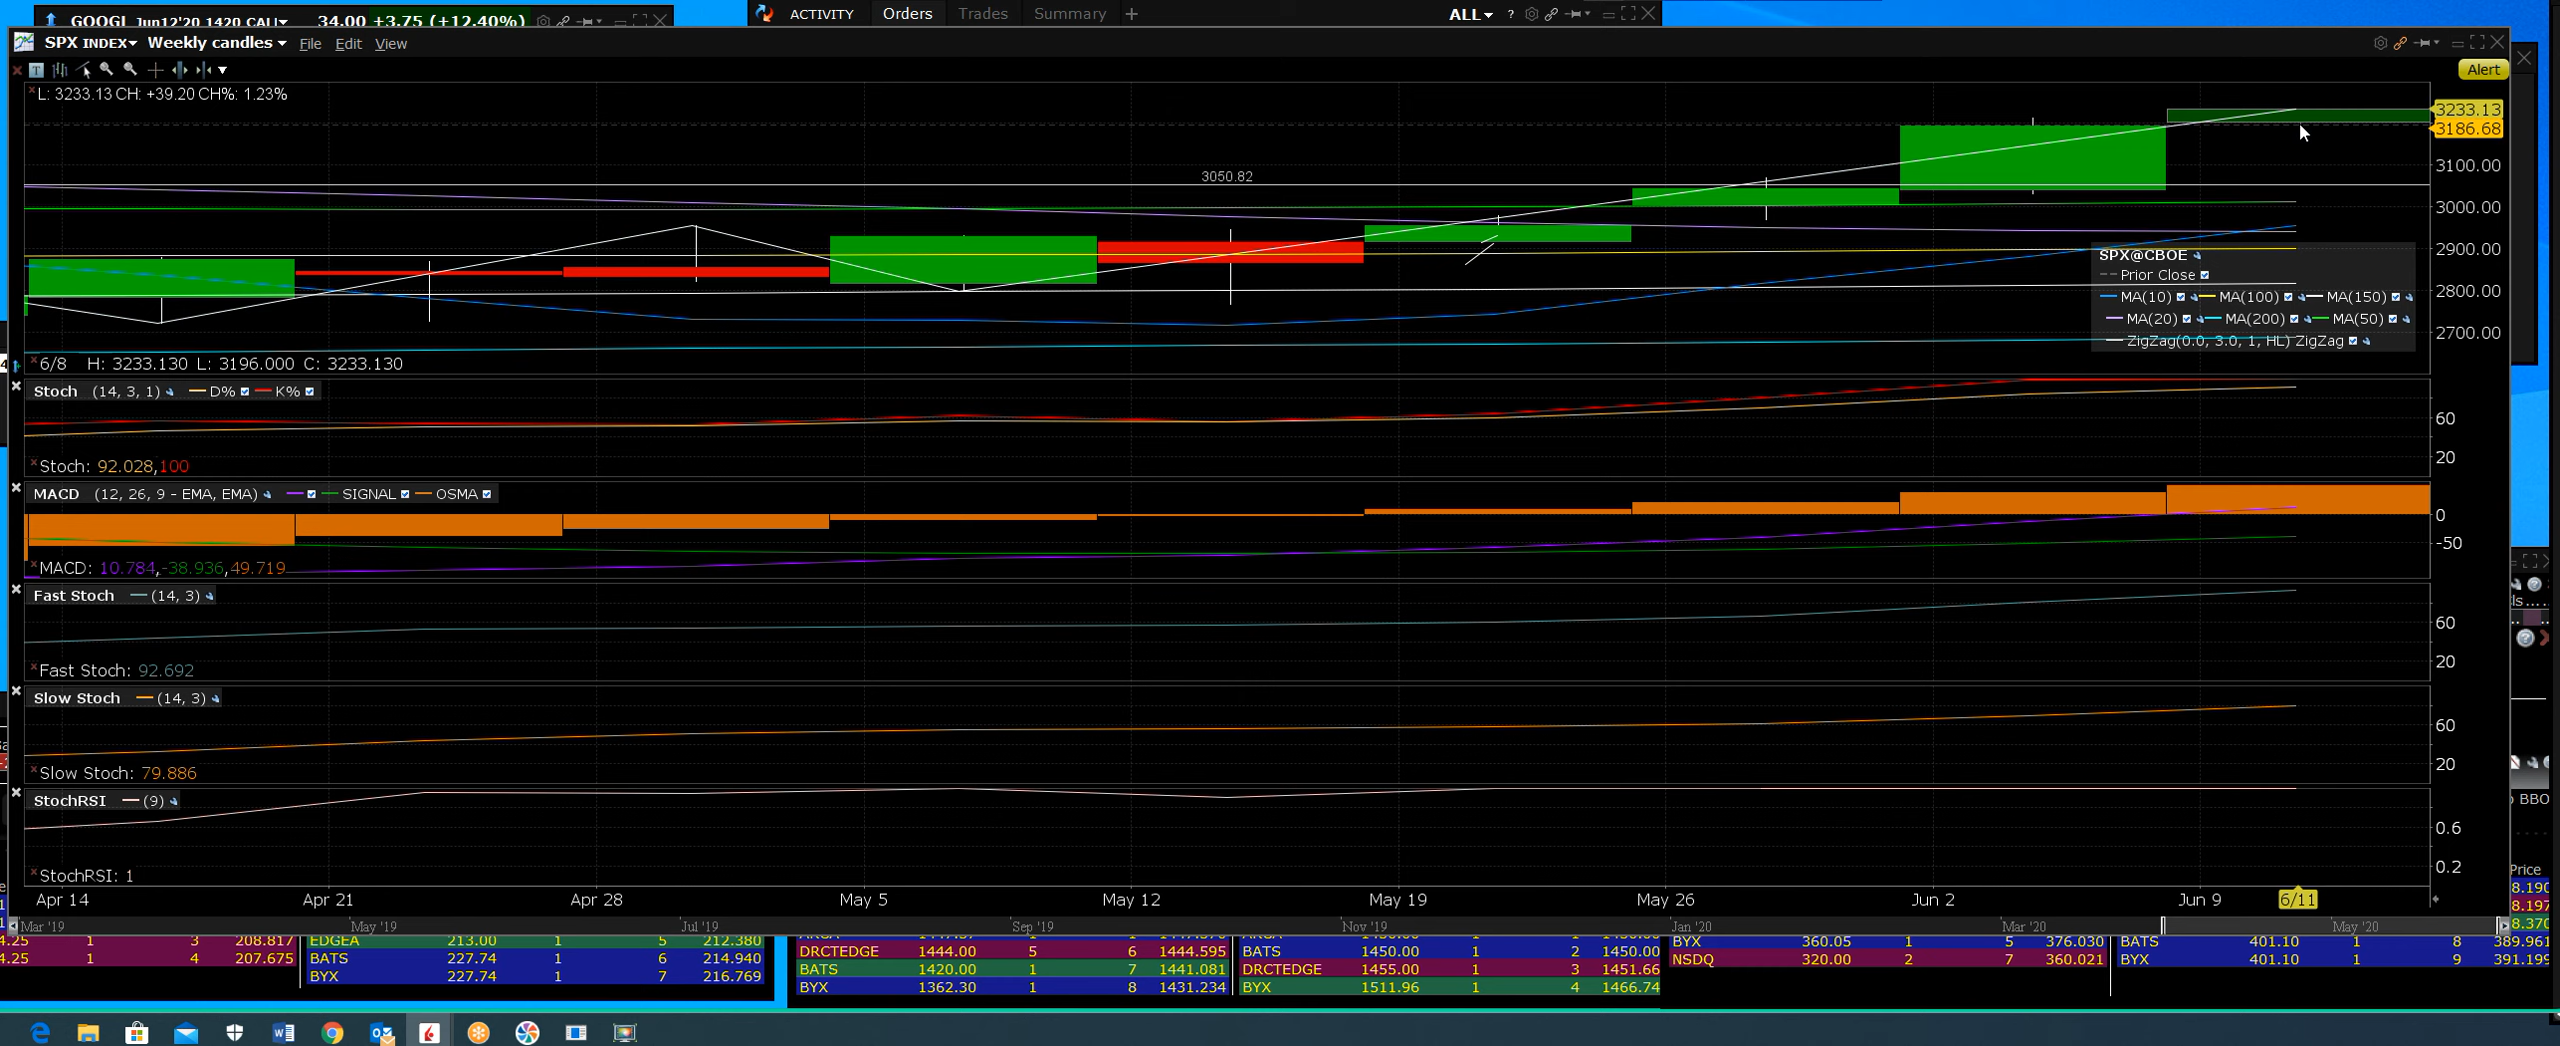 GOOGL Jun12'20 1420 CALL 34.00 +3.75 (+12.40%)
ACTIVITY Orders Trades Summary + ALL ?
SPX INDEX Weekly candles File Edit View
Alert
L: 3233.13 CH: +39.20 CH%: 1.23%
3233.13
3186.68
3100.00
3050.82
3000.00
2900.00
2800.00
2700.00
SPX@CBOE
Prior Close
MA(10) MA(100) MA(150)
MA(20) MA(200) MA(50)
ZigZag(0.0, 3.0, 1, HL) ZigZag
6/8 H: 3233.130 L: 3196.000 C: 3233.130
Stoch (14, 3, 1) D% K%
60
20
Stoch: 92.028,100
MACD (12, 26, 9 - EMA, EMA) SIGNAL OSMA
0
-50
MACD: 10.784,-38.936,49.719
Fast Stoch (14, 3)
60
20
Fast Stoch: 92.692
Slow Stoch (14, 3)
60
20
Slow Stoch: 79.886
StochRSI (9)
0.6
0.2
StochRSI: 1
BBO
Price
8.190
8.197
8.370
Apr 14 Apr 21 Apr 28 May 5 May 12 May 19 May 26 Jun 2 Jun 9 6/11
Mar '19 May '19 Jul '19 Sep '19 Nov '19 Jan '20 Mar '20 May '20
4.25 1 3 208.817
4.25 1 4 207.675
EDGEA 213.00 1 5 212.380
BATS 227.74 1 6 214.940
BYX 227.74 1 7 216.769
DRCTEDGE 1444.00 5 6 1444.595
BATS 1420.00 1 7 1441.081
BYX 1362.30 1 8 1431.234
BATS 1450.00 1 2 1450.00
DRCTEDGE 1455.00 1 3 1451.66
BYX 1511.96 1 4 1466.74
BYX 360.05 1 5 376.030
NSDQ 320.00 2 7 360.021
BATS 401.10 1 8 389.961
BYX 401.10 1 9 391.199